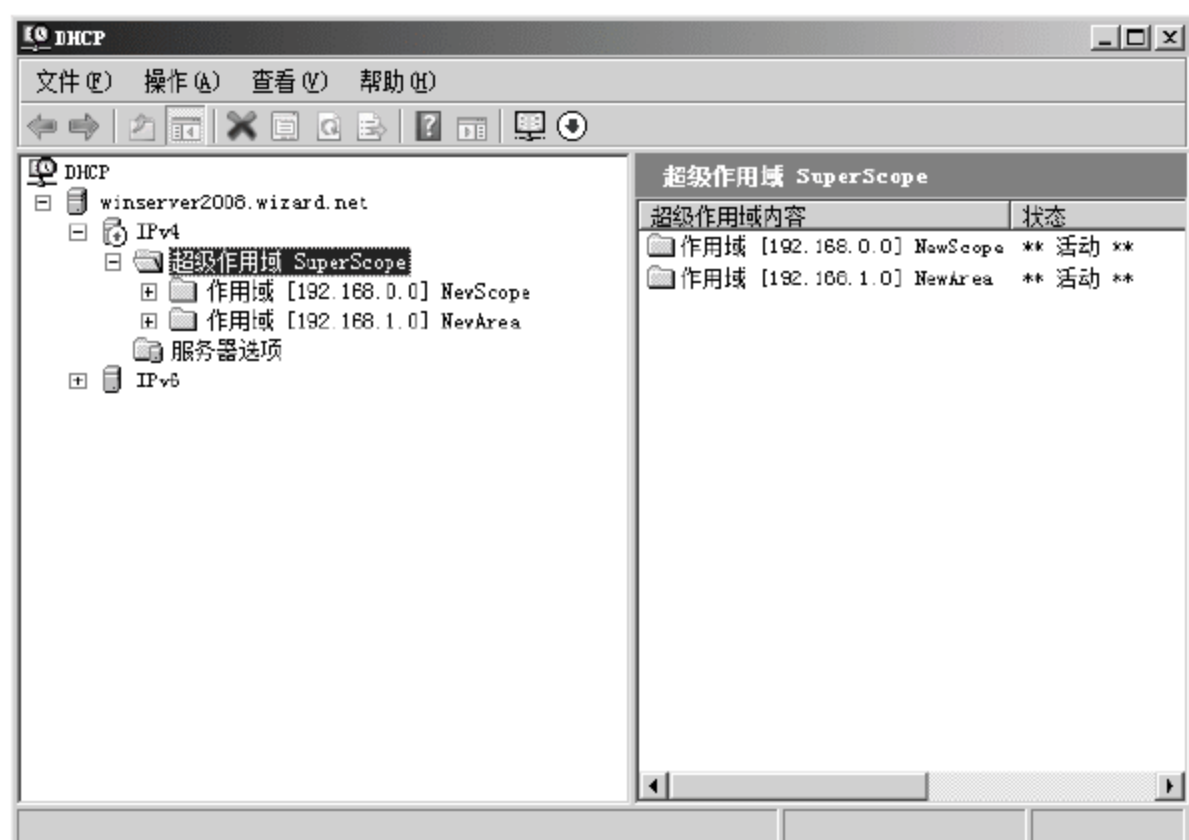 DHCP
文件(F) 操作(A) 查看(V) 帮助(H)
DHCP
winserver2008.wizard.net
IPv4
超级作用域 SuperScope
作用域 [192.168.0.0] NewScope
作用域 [192.168.1.0] NewArea
服务器选项
IPv6
超级作用域 SuperScope
超级作用域内容 状态
作用域 [192.168.0.0] NewScope ** 活动 **
作用域 [192.168.1.0] NewArea ** 活动 **